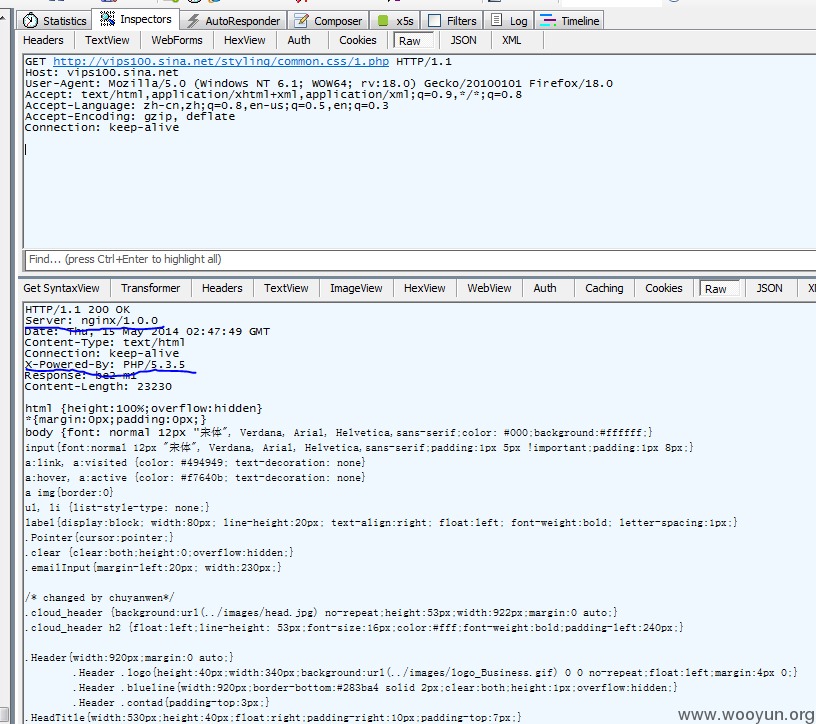 Statistics Inspectors AutoResponder Composer x5s Filters Log Timeline
Headers TextView WebForms HexView Auth Cookies Raw JSON XML
GET http://vips100.sina.net/styling/common.css/1.php HTTP/1.1
Host: vips100.sina.net
User-Agent: Mozilla/5.0 (Windows NT 6.1; WOW64; rv:18.0) Gecko/20100101 Firefox/18.0
Accept: text/html,application/xhtml+xml,application/xml;q=0.9,*/*;q=0.8
Accept-Language: zh-cn,zh;q=0.8,en-us;q=0.5,en;q=0.3
Accept-Encoding: gzip, deflate
Connection: keep-alive
Find... (press Ctrl+Enter to highlight all)
Get SyntaxView Transformer Headers TextView ImageView HexView WebView Auth Caching Cookies Raw JSON
HTTP/1.1 200 OK
Server: nginx/1.0.0
Date: Thu, 15 May 2014 02:47:49 GMT
Content-Type: text/html
Connection: keep-alive
X-Powered-By: PHP/5.3.5
Response: be2-m1
Content-Length: 23230
html {height:100%;overflow:hidden}
*{margin:0px;padding:0px;}
body {font: normal 12px "宋体", Verdana, Arial, Helvetica,sans-serif;color: #000;background:#ffffff;}
input{font:normal 12px "宋体", Verdana, Arial, Helvetica,sans-serif;padding:1px 5px !important;padding:1px 8px;}
a:link, a:visited {color: #494949; text-decoration: none}
a:hover, a:active {color: #f7640b; text-decoration: none}
a img{border:0}
ul, li {list-style-type: none;}
label{display:block; width:80px; line-height:20px; text-align:right; float:left; font-weight:bold; letter-spacing:1px;}
.Pointer{cursor:pointer;}
.clear {clear:both;height:0;overflow:hidden;}
.emailInput{margin-left:20px; width:230px;}
/* changed by chuyanwen*/
.cloud_header {background:url(../images/head.jpg) no-repeat;height:53px;width:922px;margin:0 auto;}
.cloud_header h2 {float:left;line-height: 53px;font-size:16px;color:#fff;font-weight:bold;padding-left:240px;}
.Header{width:920px;margin:0 auto;}
.Header .logo{height:40px;width:340px;background:url(../images/logo_Business.gif) 0 0 no-repeat;float:left;margin:4px 0;}
.Header .blueline{width:920px;border-bottom:#283ba4 solid 2px;clear:both;height:1px;overflow:hidden;}
.Header .contad{padding-top:3px;}
.HeadTitle{width:530px;height:40px;float:right;padding-right:10px;padding-top:7px;}
www.wooyun.org